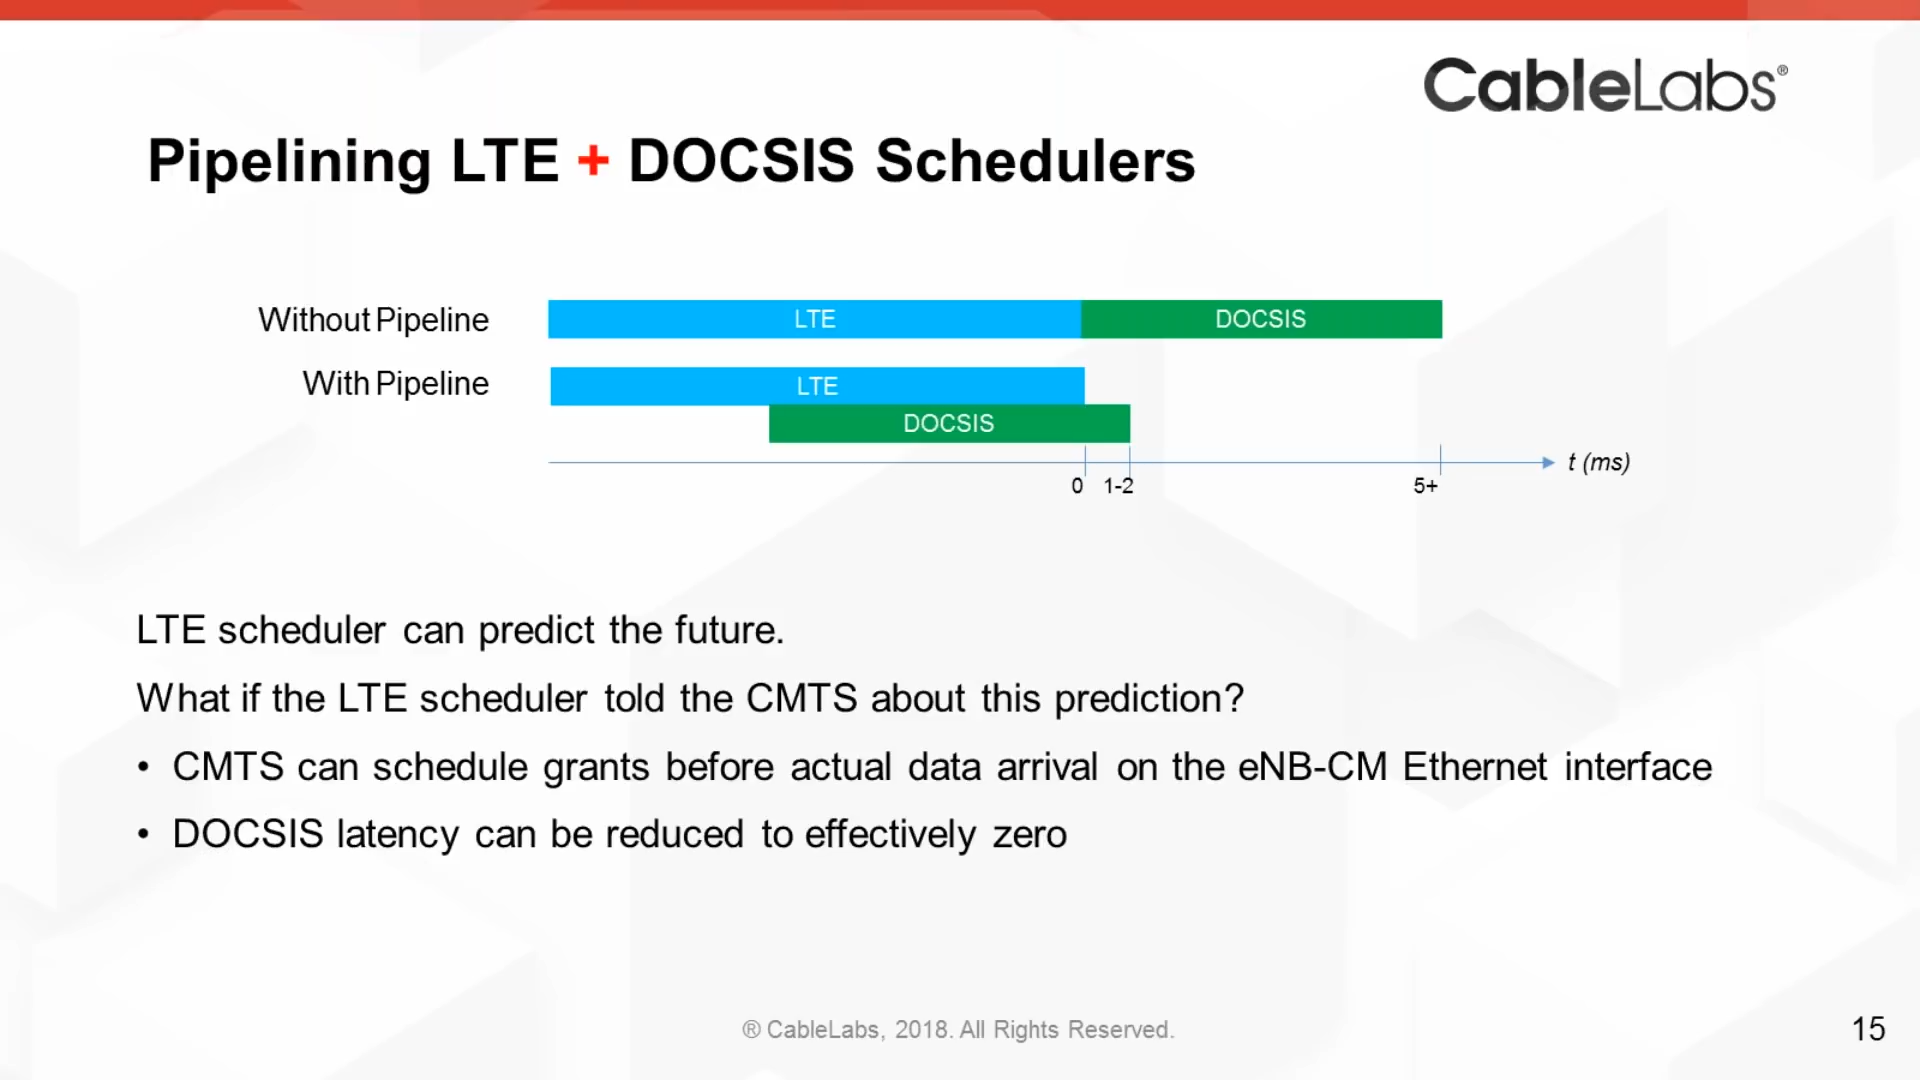 CableLabs®
Pipelining LTE + DOCSIS Schedulers
Without Pipeline
LTE
DOCSIS
With Pipeline
LTE
DOCSIS
t (ms)
0
1-2
5+
LTE scheduler can predict the future.
What if the LTE scheduler told the CMTS about this prediction?
• CMTS can schedule grants before actual data arrival on the eNB-CM Ethernet interface
• DOCSIS latency can be reduced to effectively zero
® CableLabs, 2018. All Rights Reserved.
15